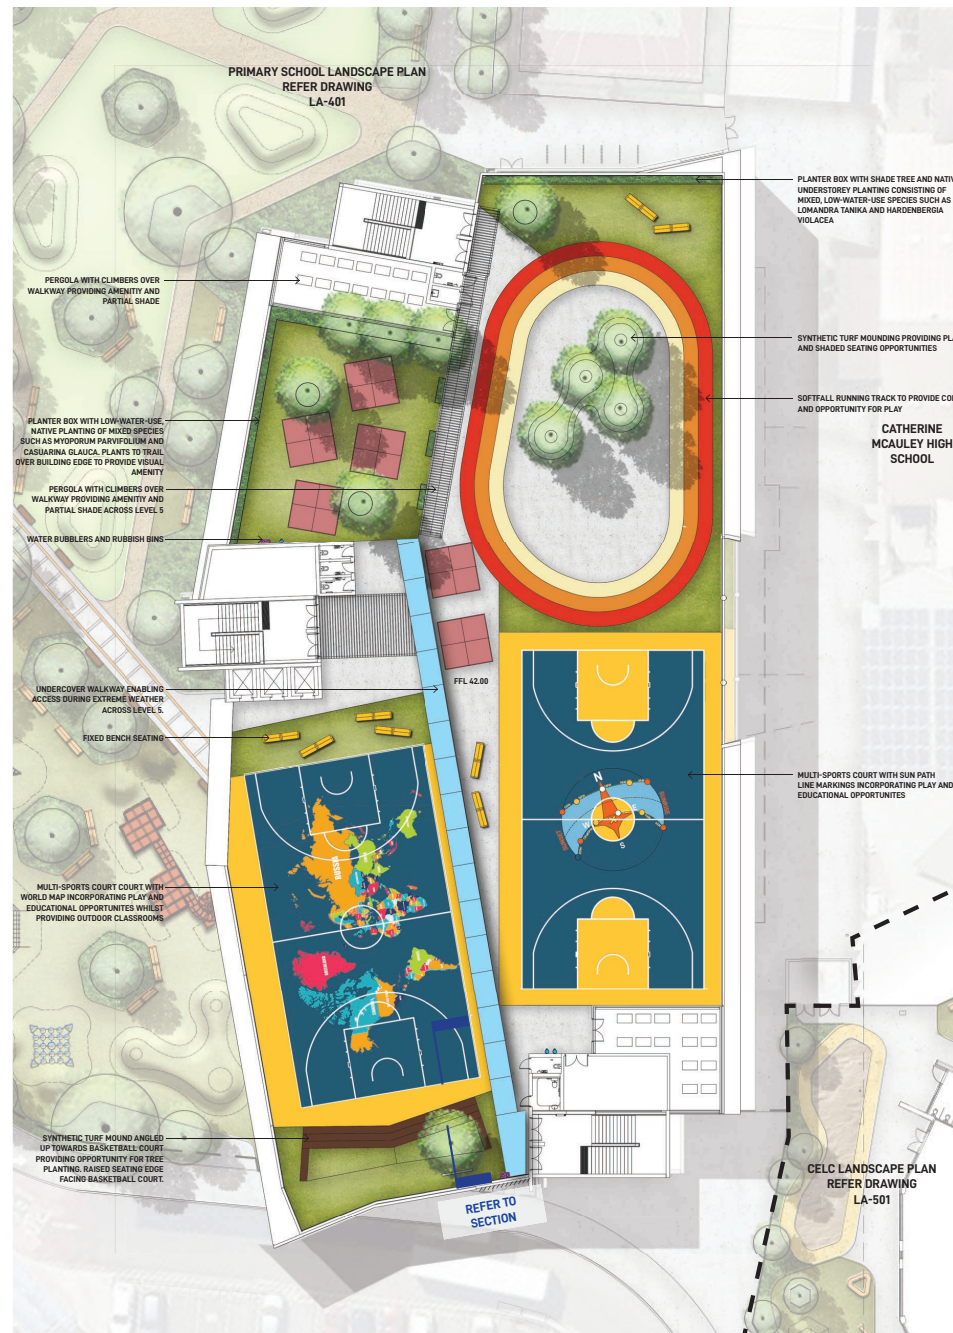 PRIMARY SCHOOL LANDSCAPE PLAN
REFER DRAWING
LA-401
PLANTER BOX WITH SHADE TREE AND NATIV
UNDERSTOREY PLANTING CONSISTING OF
MIXED, LOW-WATER-USE SPECIES SUCH AS
LOMANDRA TANIKA AND HARDENBERGIA
VIOLACEA
PERGOLA WITH CLIMBERS OVER
WALKWAY PROVIDING AMENITIY AND
PARTIAL SHADE
SYNTHETIC TURF MOUNDING PROVIDING PLA
AND SHADED SEATING OPPORTUNITIES
SOFTFALL RUNNING TRACK TO PROVIDE CO
AND OPPORTUNITY FOR PLAY
CATHERINE
MCAULEY HIGH
SCHOOL
PLANTER BOX WITH LOW-WATER-USE,
NATIVE PLANTING OF MIXED SPECIES
SUCH AS MYOPORUM PARVIFOLIUM AND
CASUARINA GLAUCA. PLANTS TO TRAIL
OVER BUILDING EDGE TO PROVIDE VISUAL
AMENITY
PERGOLA WITH CLIMBERS OVER
WALKWAY PROVIDING AMENITIY AND
PARTIAL SHADE ACROSS LEVEL 5
WATER BUBBLERS AND RUBBISH BINS
FFL 42.00
UNDERCOVER WALKWAY ENABLING
ACCESS DURING EXTREME WEATHER
ACROSS LEVEL 5.
FIXED BENCH SEATING
MULTI-SPORTS COURT WITH SUN PATH
LINE MARKINGS INCORPORATING PLAY AND
EDUCATIONAL OPPORTUNITES
N
E
W
S
RUSSIA
MULTI-SPORTS COURT COURT WITH
WORLD MAP INCORPORATING PLAY AND
EDUCATIONAL OPPORTUNITES WHILST
PROVIDING OUTDOOR CLASSROOMS
SYNTHETIC TURF MOUND ANGLED
UP TOWARDS BASKETBALL COURT
PROVIDING OPPORTUNITY FOR TREE
PLANTING. RAISED SEATING EDGE
FACING BASKETBALL COURT.
REFER TO
SECTION
CELC LANDSCAPE PLAN
REFER DRAWING
LA-501